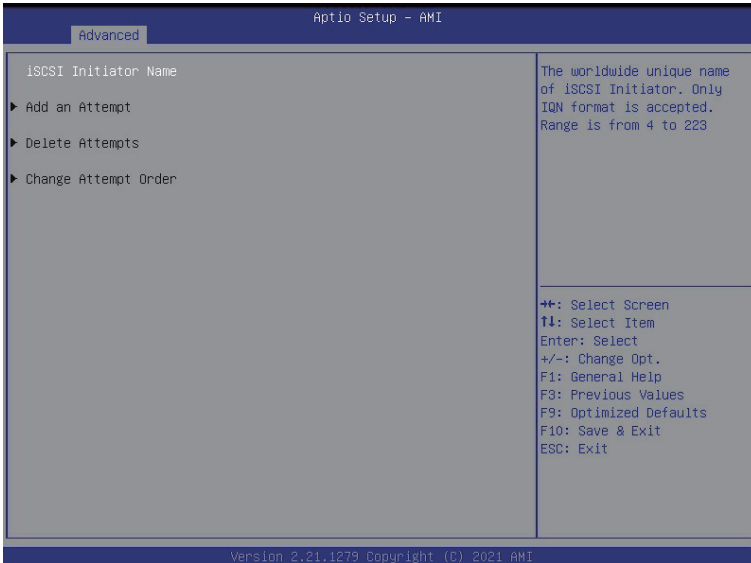 Aptio Setup – AMI
Advanced
iSCSI Initiator Name
▶ Add an Attempt
▶ Delete Attempts
▶ Change Attempt Order
The worldwide unique name
of iSCSI Initiator. Only
IQN format is accepted.
Range is from 4 to 223
→←: Select Screen
↑↓: Select Item
Enter: Select
+/-: Change Opt.
F1: General Help
F3: Previous Values
F9: Optimized Defaults
F10: Save & Exit
ESC: Exit
Version 2.21.1279 Copyright (C) 2021 AMI